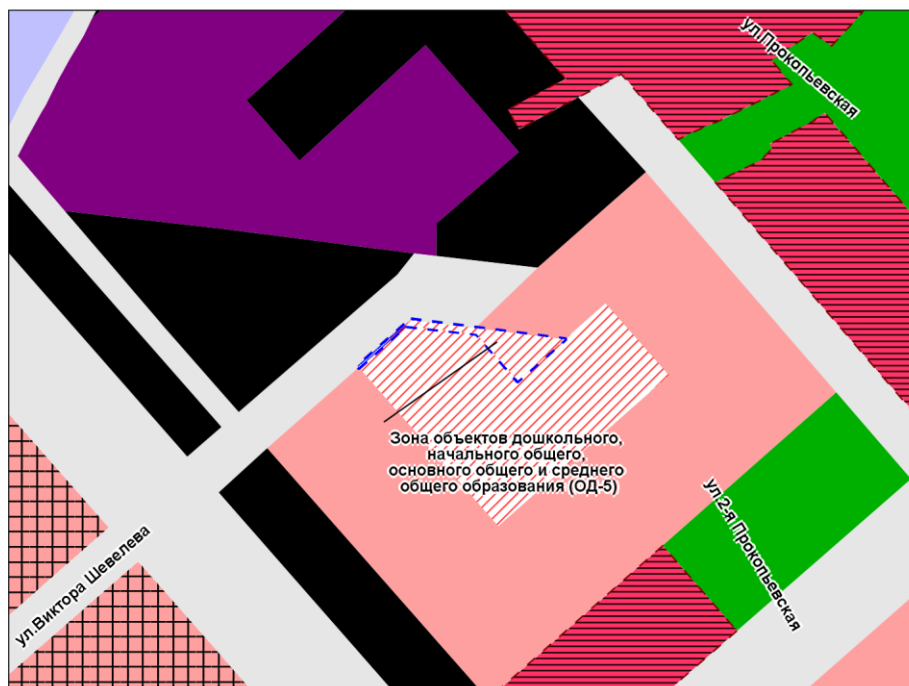 ул.Прокопьевская
Зона объектов дошкольного,
начального общего,
основного общего и среднего
общего образования (ОД-5)
ул 2-я Прокопьевская
ул.Виктора Шевелева